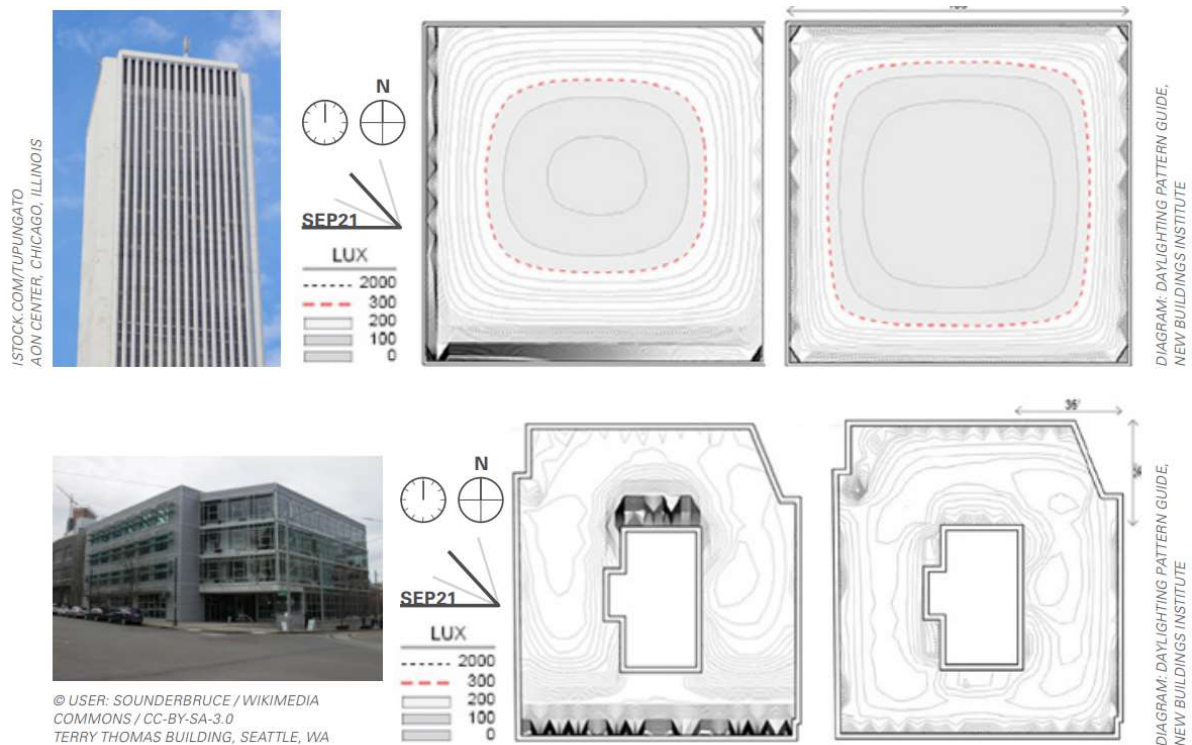 ISTOCK.COM/TUPUNGATO
AON CENTER, CHICAGO, ILLINOIS
N
SEP21
LUX
2000
300
200
100
0
DIAGRAM: DAYLIGHTING PATTERN GUIDE,
NEW BUILDINGS INSTITUTE
© USER: SOUNDERBRUCE / WIKIMEDIA
COMMONS / CC-BY-SA-3.0
TERRY THOMAS BUILDING, SEATTLE, WA
N
SEP21
LUX
2000
300
200
100
0
36'
DIAGRAM: DAYLIGHTING PATTERN GUIDE,
NEW BUILDINGS INSTITUTE